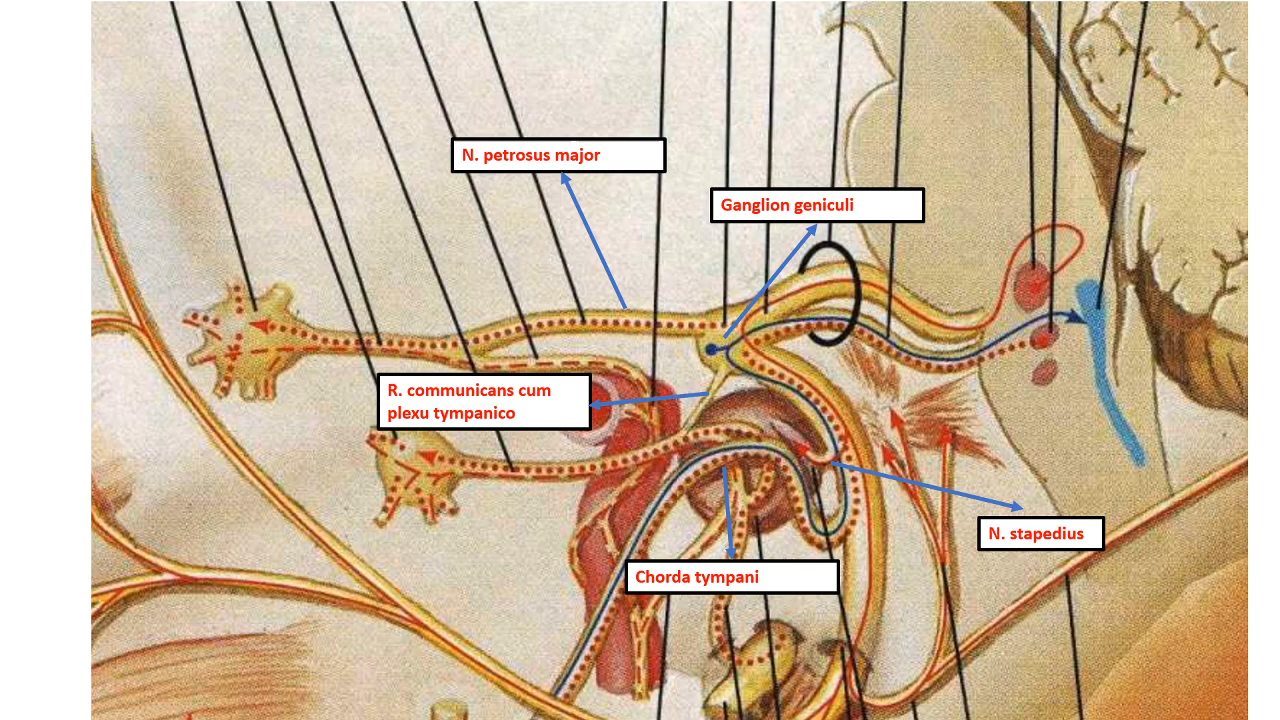 N. petrosus major
Ganglion geniculi
R. communicans cum
plexu tympanico
N. stapedius
Chorda tympani